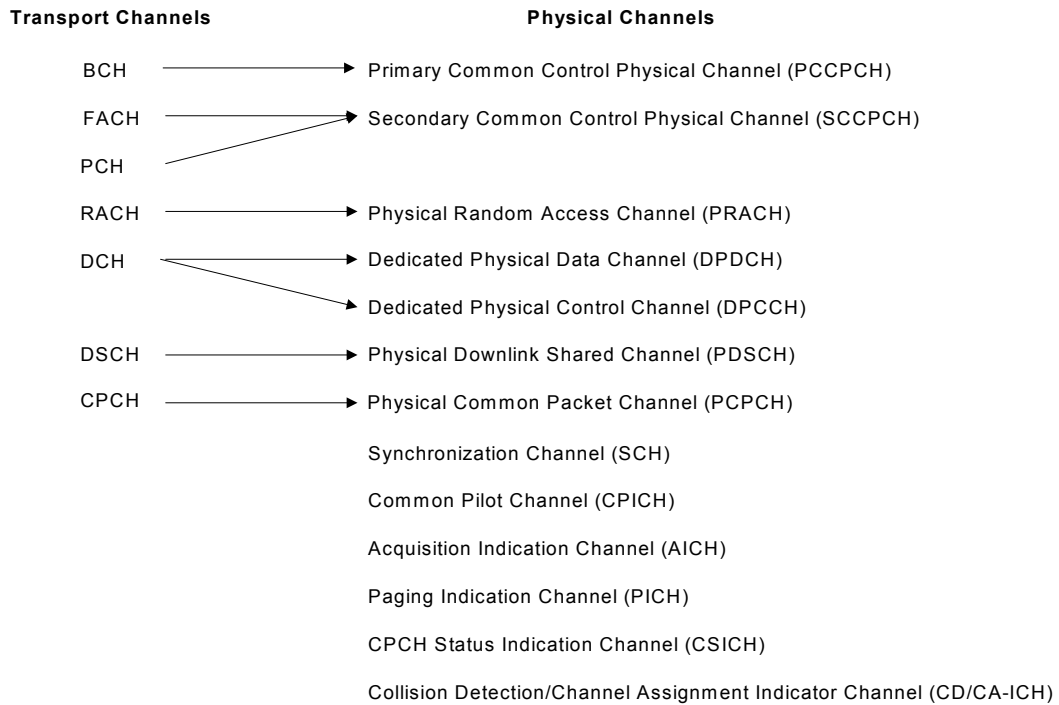 Transport Channels Physical Channels
BCH Primary Common Control Physical Channel (PCCPCH)
FACH Secondary Common Control Physical Channel (SCCPCH)
PCH
RACH Physical Random Access Channel (PRACH)
DCH Dedicated Physical Data Channel (DPDCH)
Dedicated Physical Control Channel (DPCCH)
DSCH Physical Downlink Shared Channel (PDSCH)
CPCH Physical Common Packet Channel (PCPCH)
Synchronization Channel (SCH)
Common Pilot Channel (CPICH)
Acquisition Indication Channel (AICH)
Paging Indication Channel (PICH)
CPCH Status Indication Channel (CSICH)
Collision Detection/Channel Assignment Indicator Channel (CD/CA-ICH)